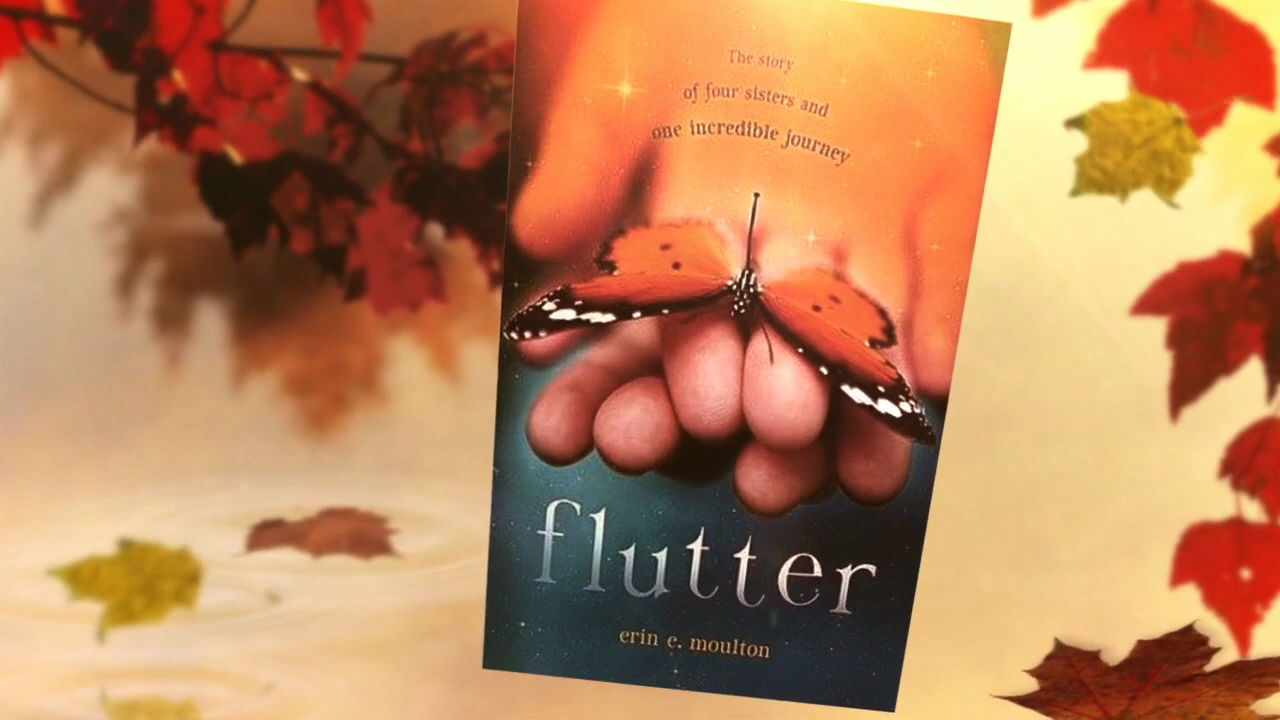 The story
of four sisters and
one incredible journey
flutter
erin e. moulton